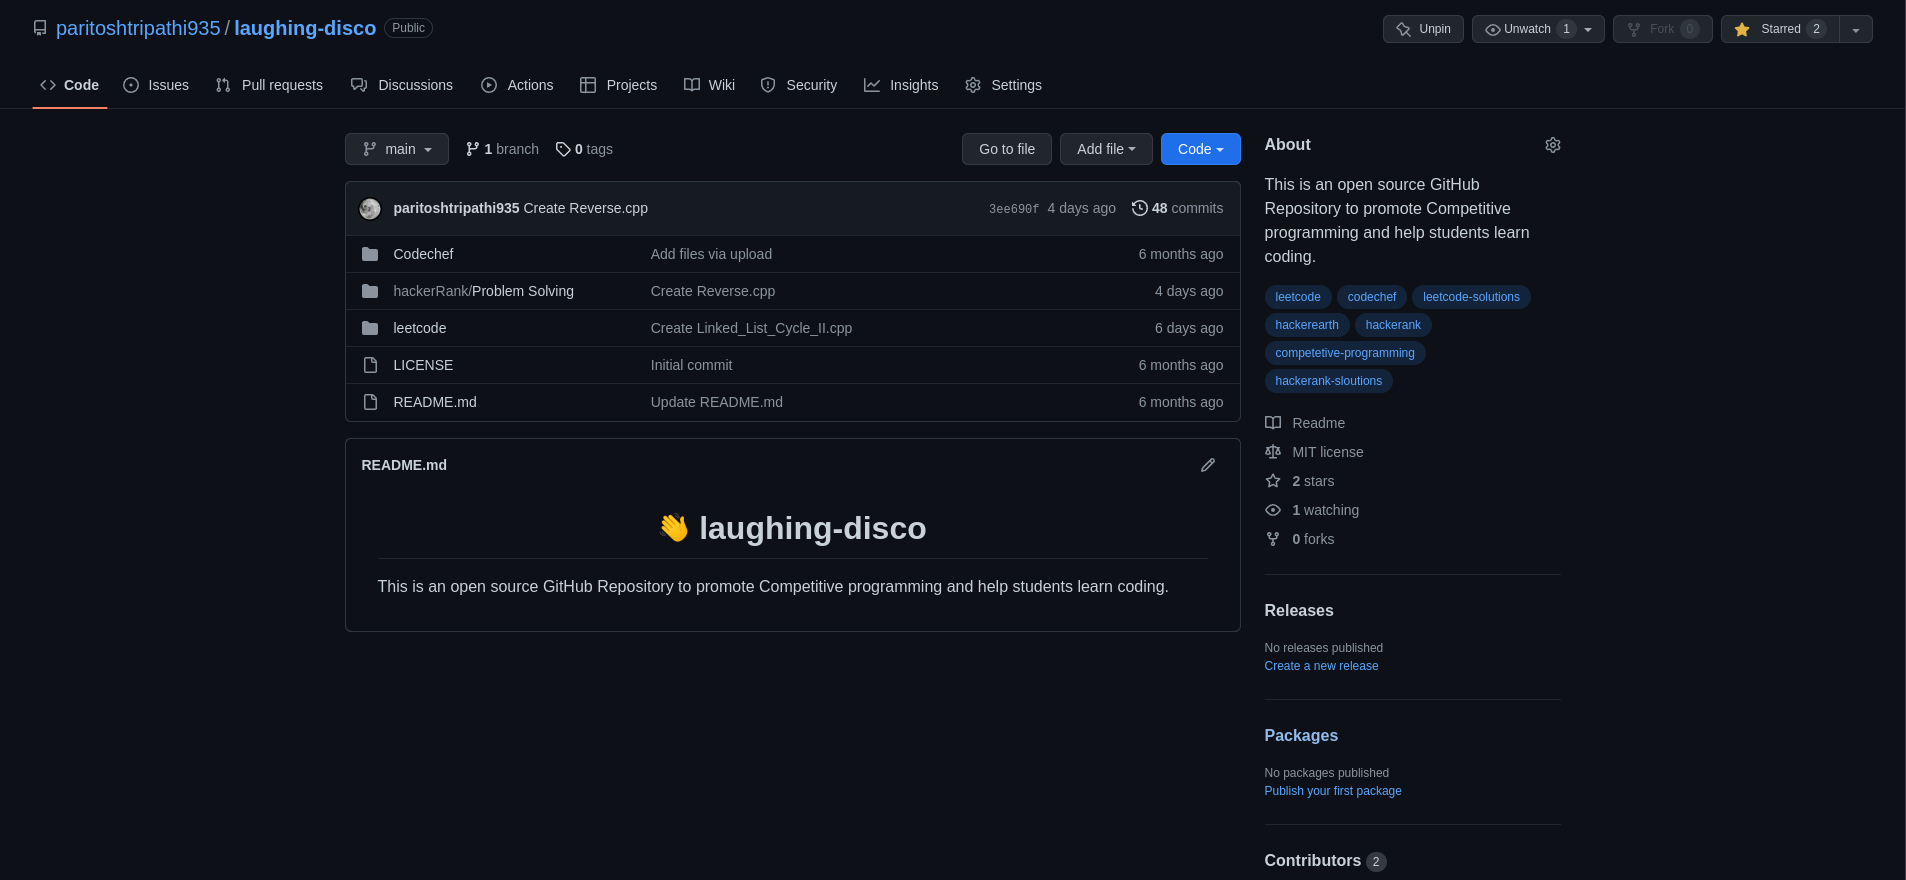 paritoshtripathi935 / laughing-disco Public
Unpin Unwatch 1 Fork 0 Starred 2
Code Issues Pull requests Discussions Actions Projects Wiki Security Insights Settings
main 1 branch 0 tags Go to file Add file Code
paritoshtripathi935 Create Reverse.cpp 3ee690f 4 days ago 48 commits
Codechef Add files via upload 6 months ago
hackerRank/Problem Solving Create Reverse.cpp 4 days ago
leetcode Create Linked_List_Cycle_II.cpp 6 days ago
LICENSE Initial commit 6 months ago
README.md Update README.md 6 months ago
README.md
👋 laughing-disco
This is an open source GitHub Repository to promote Competitive programming and help students learn coding.
About
This is an open source GitHub
Repository to promote Competitive
programming and help students learn
coding.
leetcode codechef leetcode-solutions
hackerearth hackerank
competetive-programming
hackerank-sloutions
Readme
MIT license
2 stars
1 watching
0 forks
Releases
No releases published
Create a new release
Packages
No packages published
Publish your first package
Contributors 2